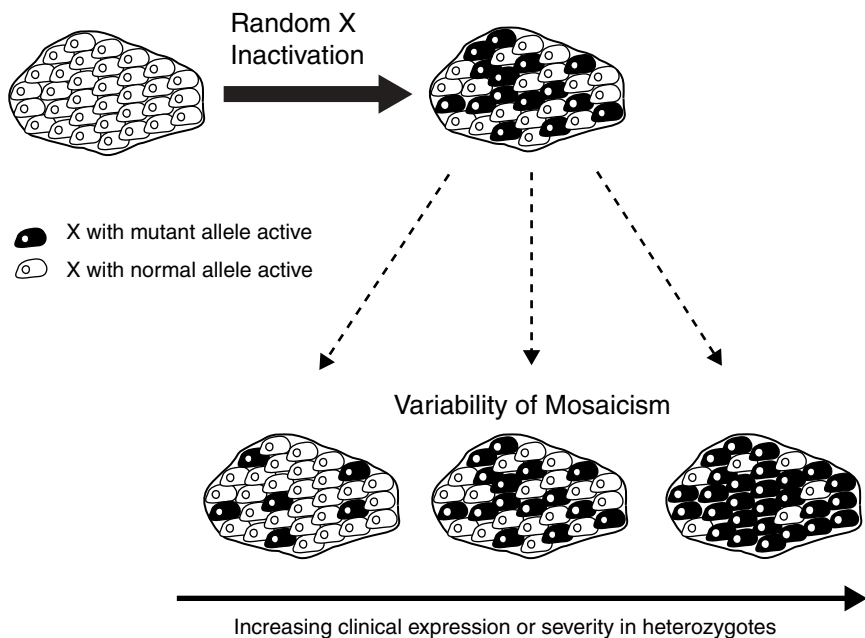 Random X
Inactivation
X with mutant allele active
X with normal allele active
Variability of Mosaicism
Increasing clinical expression or severity in heterozygotes